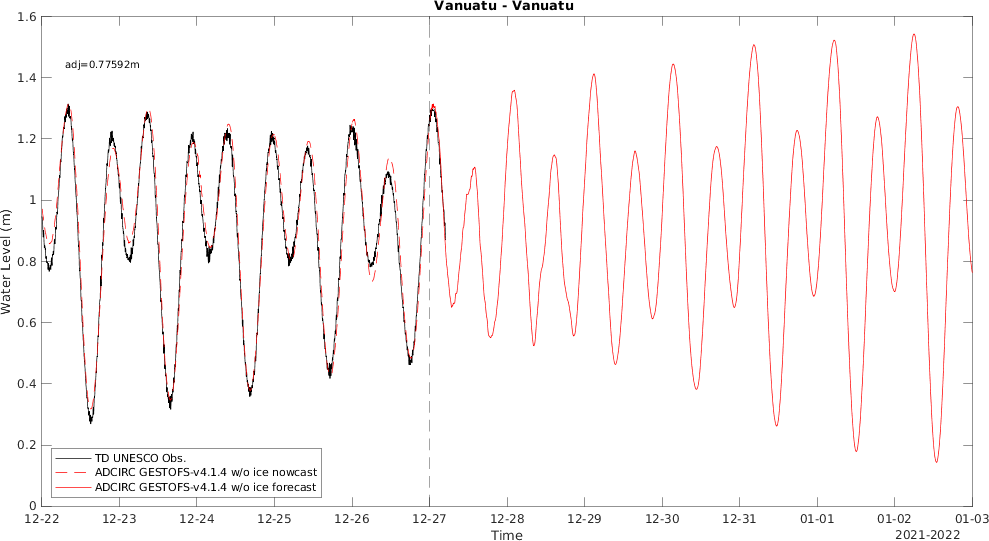 Vanuatu - Vanuatu
1.6
1.4
1.2
1
0.8
0.6
0.4
0.2
0
Water Level (m)
adj=0.77592m
TD UNESCO Obs.
ADCIRC GESTOFS-v4.1.4 w/o ice nowcast
ADCIRC GESTOFS-v4.1.4 w/o ice forecast
12-22 12-23 12-24 12-25 12-26 12-27 12-28 12-29 12-30 12-31 01-01 01-02 01-03
Time
2021-2022